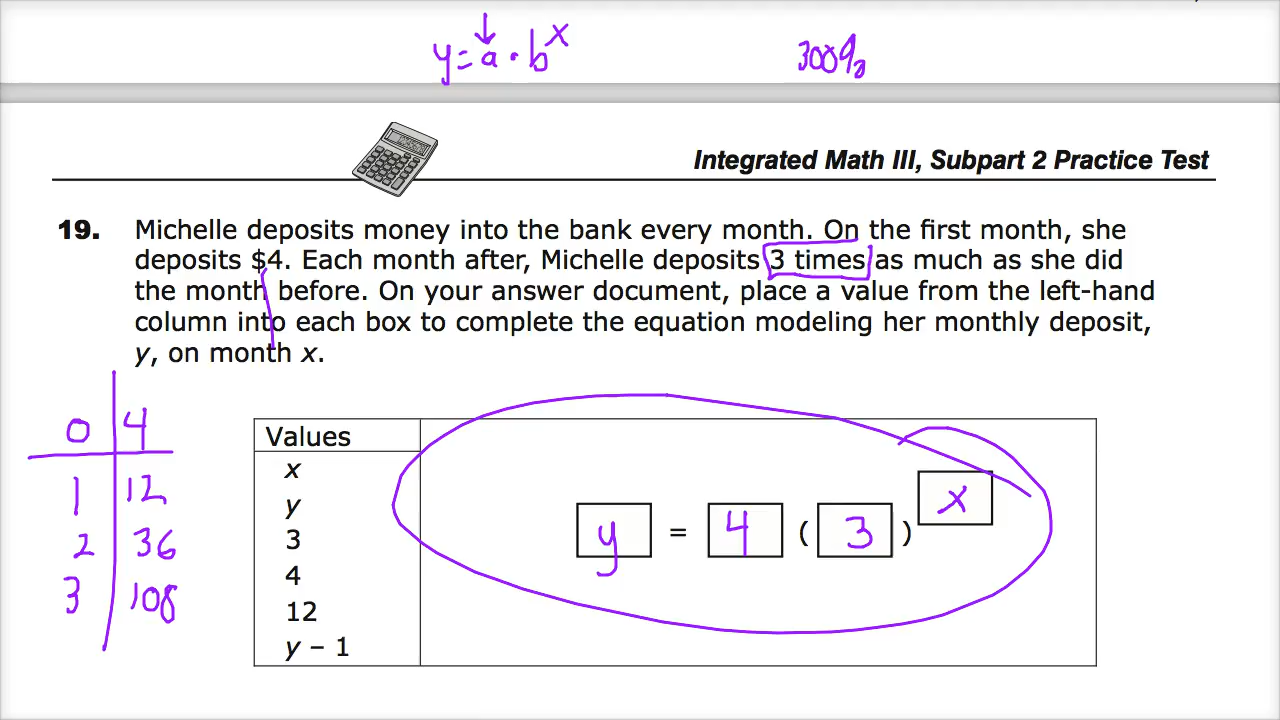 y = a · b^x
300%
Integrated Math III, Subpart 2 Practice Test
19. Michelle deposits money into the bank every month. On the first month, she
deposits $4. Each month after, Michelle deposits 3 times as much as she did
the month before. On your answer document, place a value from the left-hand
column into each box to complete the equation modeling her monthly deposit,
y, on month x.
0 4
1 12
2 36
3 108
Values
x
y
3
4
12
y – 1
y = 4 ( 3 ) x